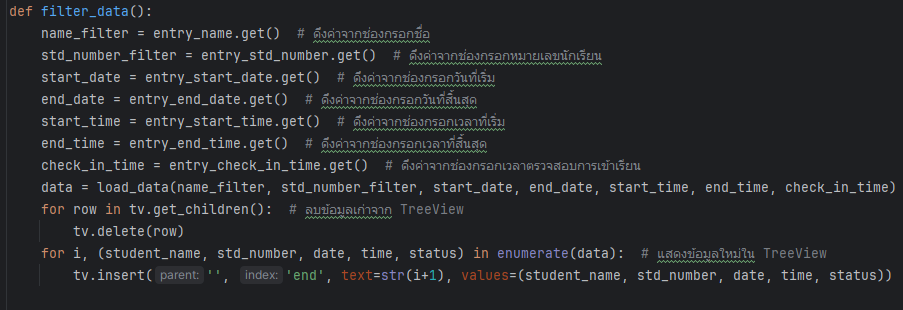 def filter_data():
    name_filter = entry_name.get()  # ดึงค่าจากช่องกรอกชื่อ
    std_number_filter = entry_std_number.get()  # ดึงค่าจากช่องกรอกหมายเลขนักเรียน
    start_date = entry_start_date.get()  # ดึงค่าจากช่องกรอกวันที่เริ่ม
    end_date = entry_end_date.get()  # ดึงค่าจากช่องกรอกวันที่สิ้นสุด
    start_time = entry_start_time.get()  # ดึงค่าจากช่องกรอกเวลาที่เริ่ม
    end_time = entry_end_time.get()  # ดึงค่าจากช่องกรอกเวลาที่สิ้นสุด
    check_in_time = entry_check_in_time.get()  # ดึงค่าจากช่องกรอกเวลาตรวจสอบการเข้าเรียน
    data = load_data(name_filter, std_number_filter, start_date, end_date, start_time, end_time, check_in_time)
    for row in tv.get_children():  # ลบข้อมูลเก่าจาก TreeView
        tv.delete(row)
    for i, (student_name, std_number, date, time, status) in enumerate(data):  # แสดงข้อมูลใหม่ใน TreeView
        tv.insert( parent: '', index: 'end', text=str(i+1), values=(student_name, std_number, date, time, status))